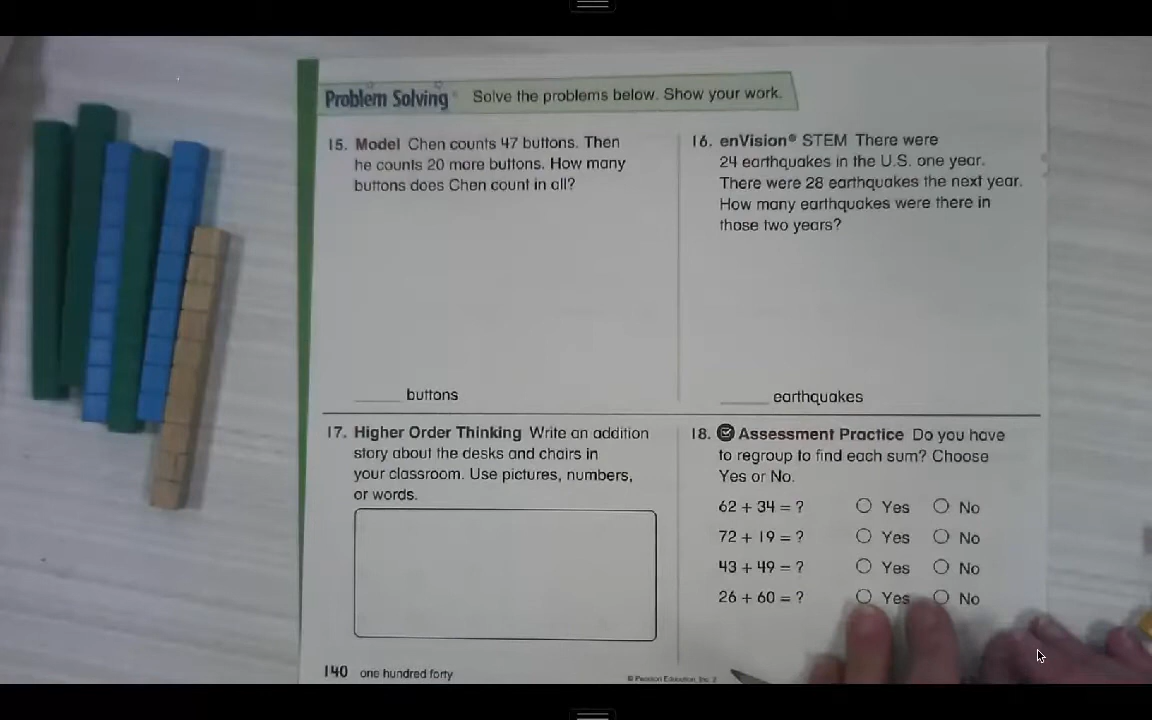 Problem Solving Solve the problems below. Show your work.
15. Model Chen counts 47 buttons. Then
he counts 20 more buttons. How many
buttons does Chen count in all?
_____ buttons
16. enVision® STEM There were
24 earthquakes in the U.S. one year.
There were 28 earthquakes the next year.
How many earthquakes were there in
those two years?
_____ earthquakes
17. Higher Order Thinking Write an addition
story about the desks and chairs in
your classroom. Use pictures, numbers,
or words.
18. Assessment Practice Do you have
to regroup to find each sum? Choose
Yes or No.
62 + 34 = ? Yes No
72 + 19 = ? Yes No
43 + 49 = ? Yes No
26 + 60 = ? Yes No
140 one hundred forty
© Pearson Education, Inc. 2